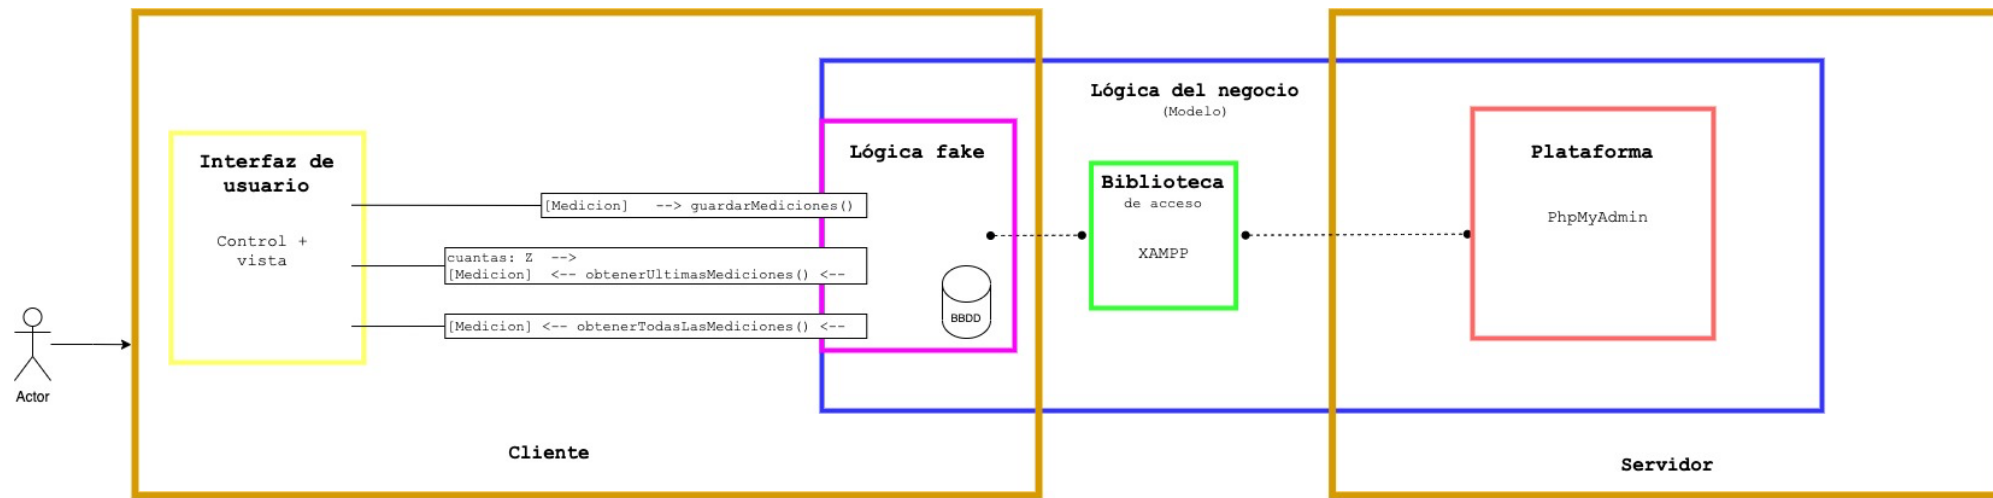 Actor
Interfaz de
usuario
Control +
vista
[Medicion]   --> guardarMediciones()
cuantas: Z  -->
[Medicion]  <-- obtenerUltimasMediciones() <--
[Medicion] <-- obtenerTodasLasMediciones() <--
Cliente
Lógica fake
BBDD
Lógica del negocio
(Modelo)
Biblioteca
de acceso
XAMPP
Plataforma
PhpMyAdmin
Servidor